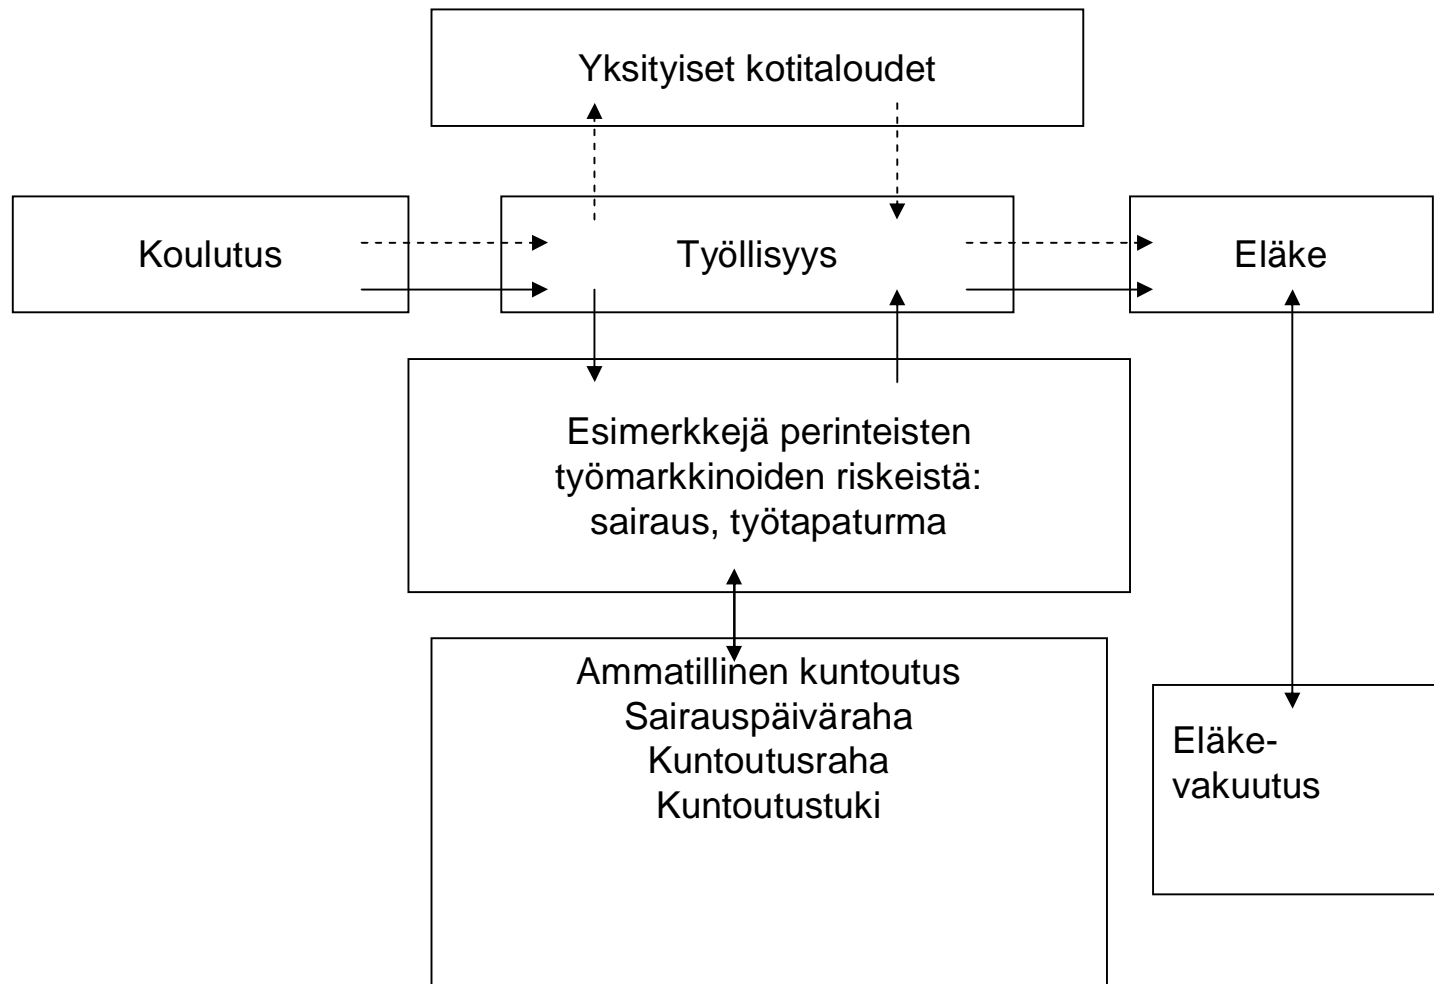 Yksityiset kotitaloudet
Koulutus
Työllisyys
Eläke
Esimerkkejä perinteisten
työmarkkinoiden riskeistä:
sairaus, työtapaturma
Ammatillinen kuntoutus
Sairauspäiväraha
Kuntoutusraha
Kuntoutustuki
Eläke-
vakuutus